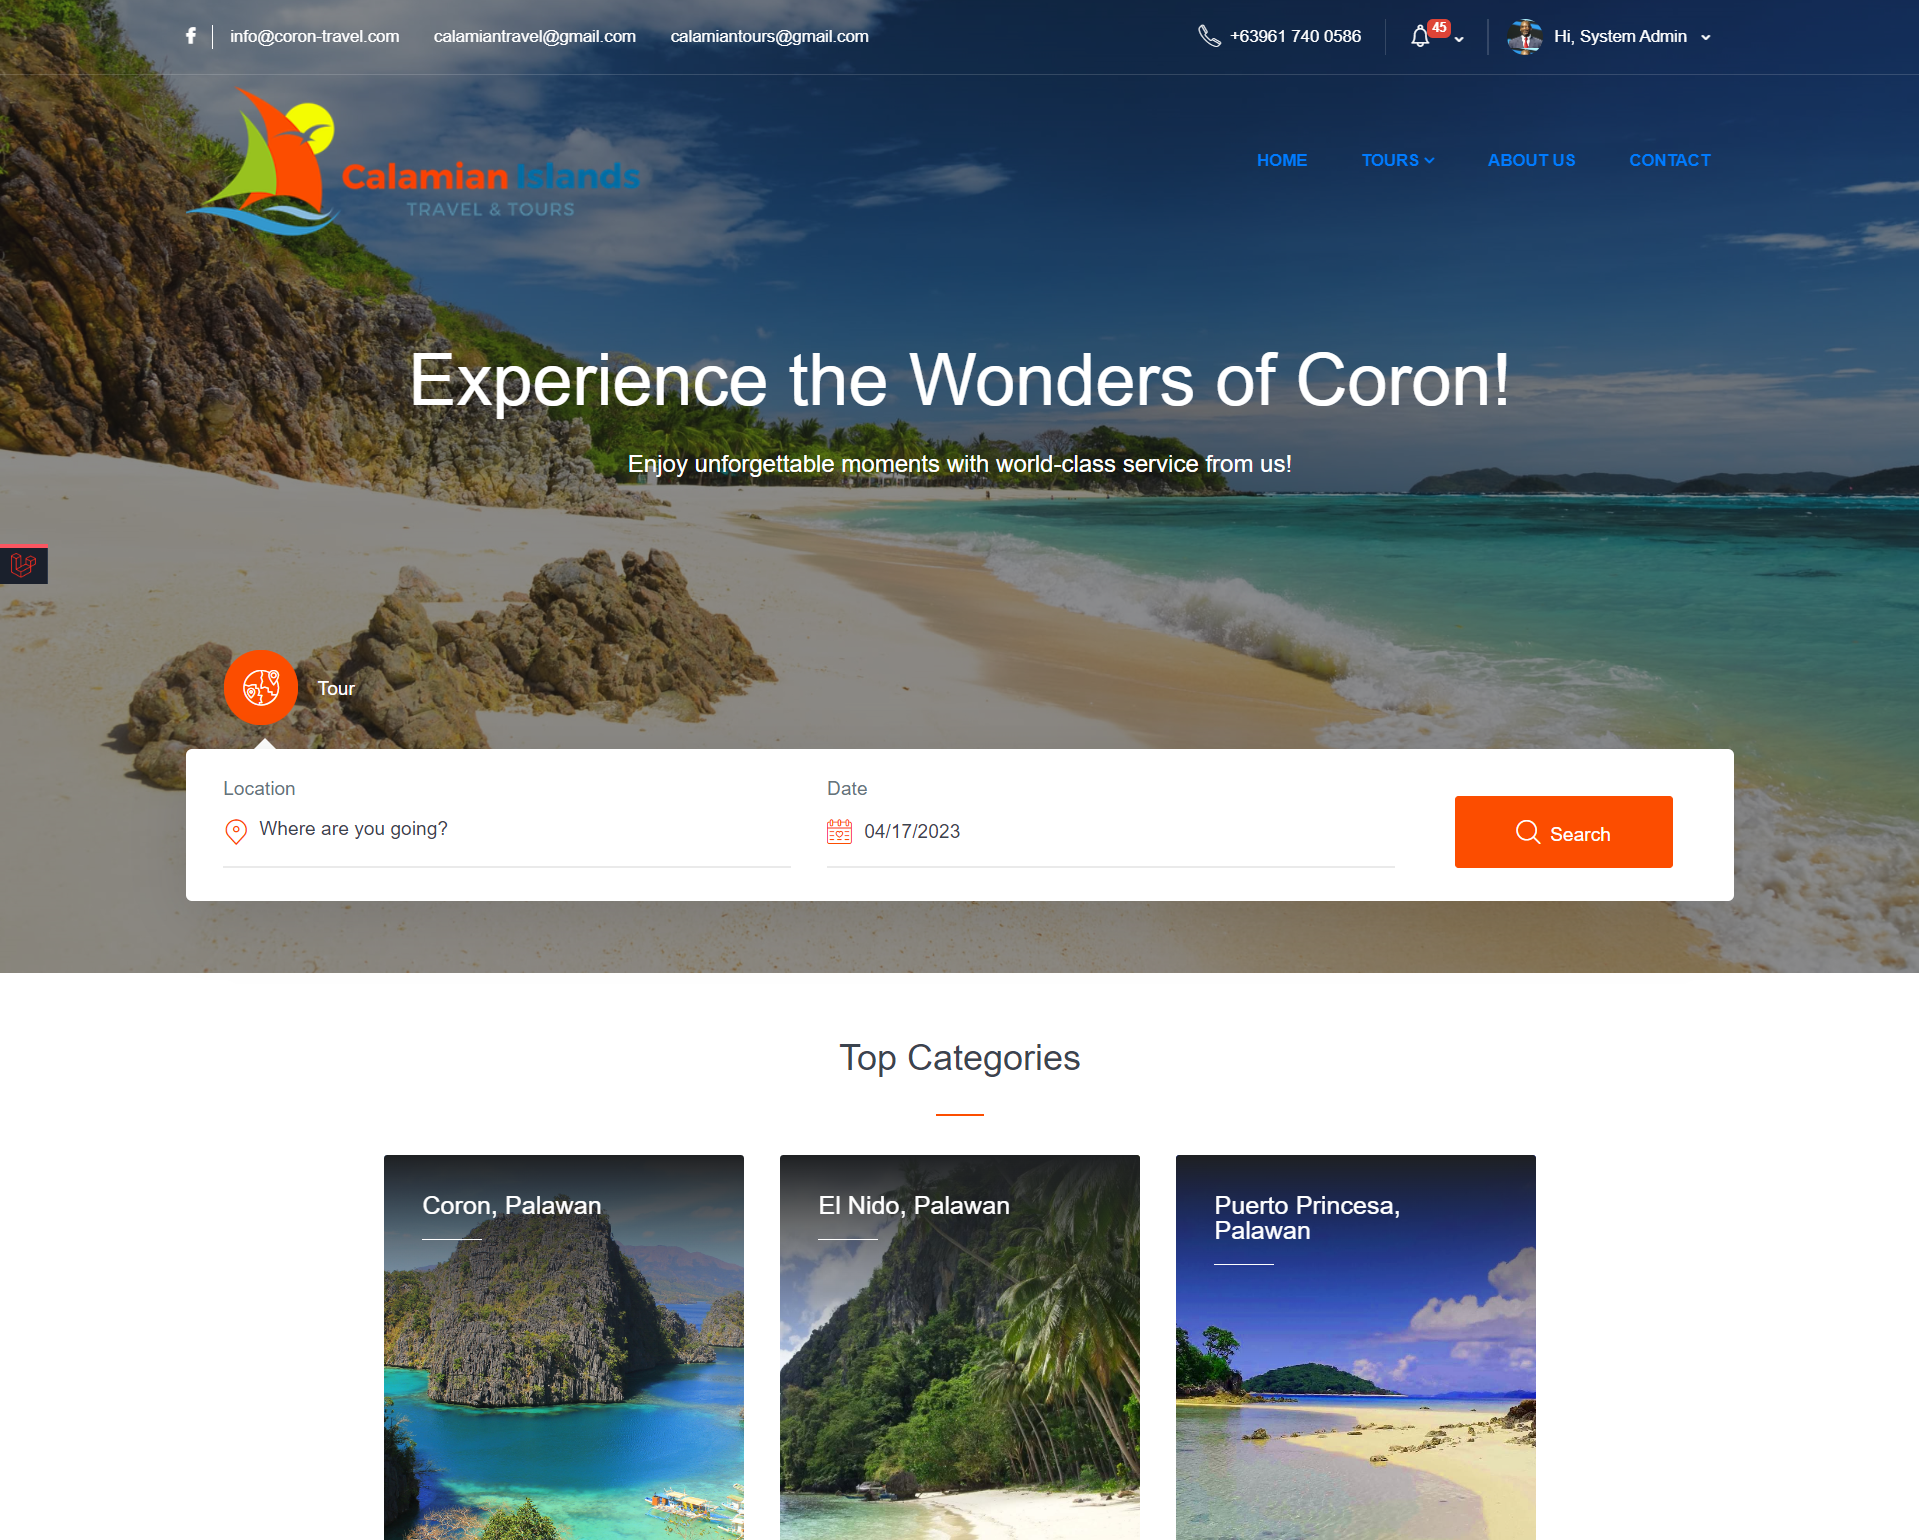 info@coron-travel.com calamiantravel@gmail.com calamiantours@gmail.com +63961 740 0586 45 Hi, System Admin
Calamian Islands
TRAVEL & TOURS
HOME TOURS ABOUT US CONTACT
Experience the Wonders of Coron!
Enjoy unforgettable moments with world-class service from us!
Tour
Location Date
Where are you going? 04/17/2023 Search
Top Categories
Coron, Palawan
El Nido, Palawan
Puerto Princesa,
Palawan